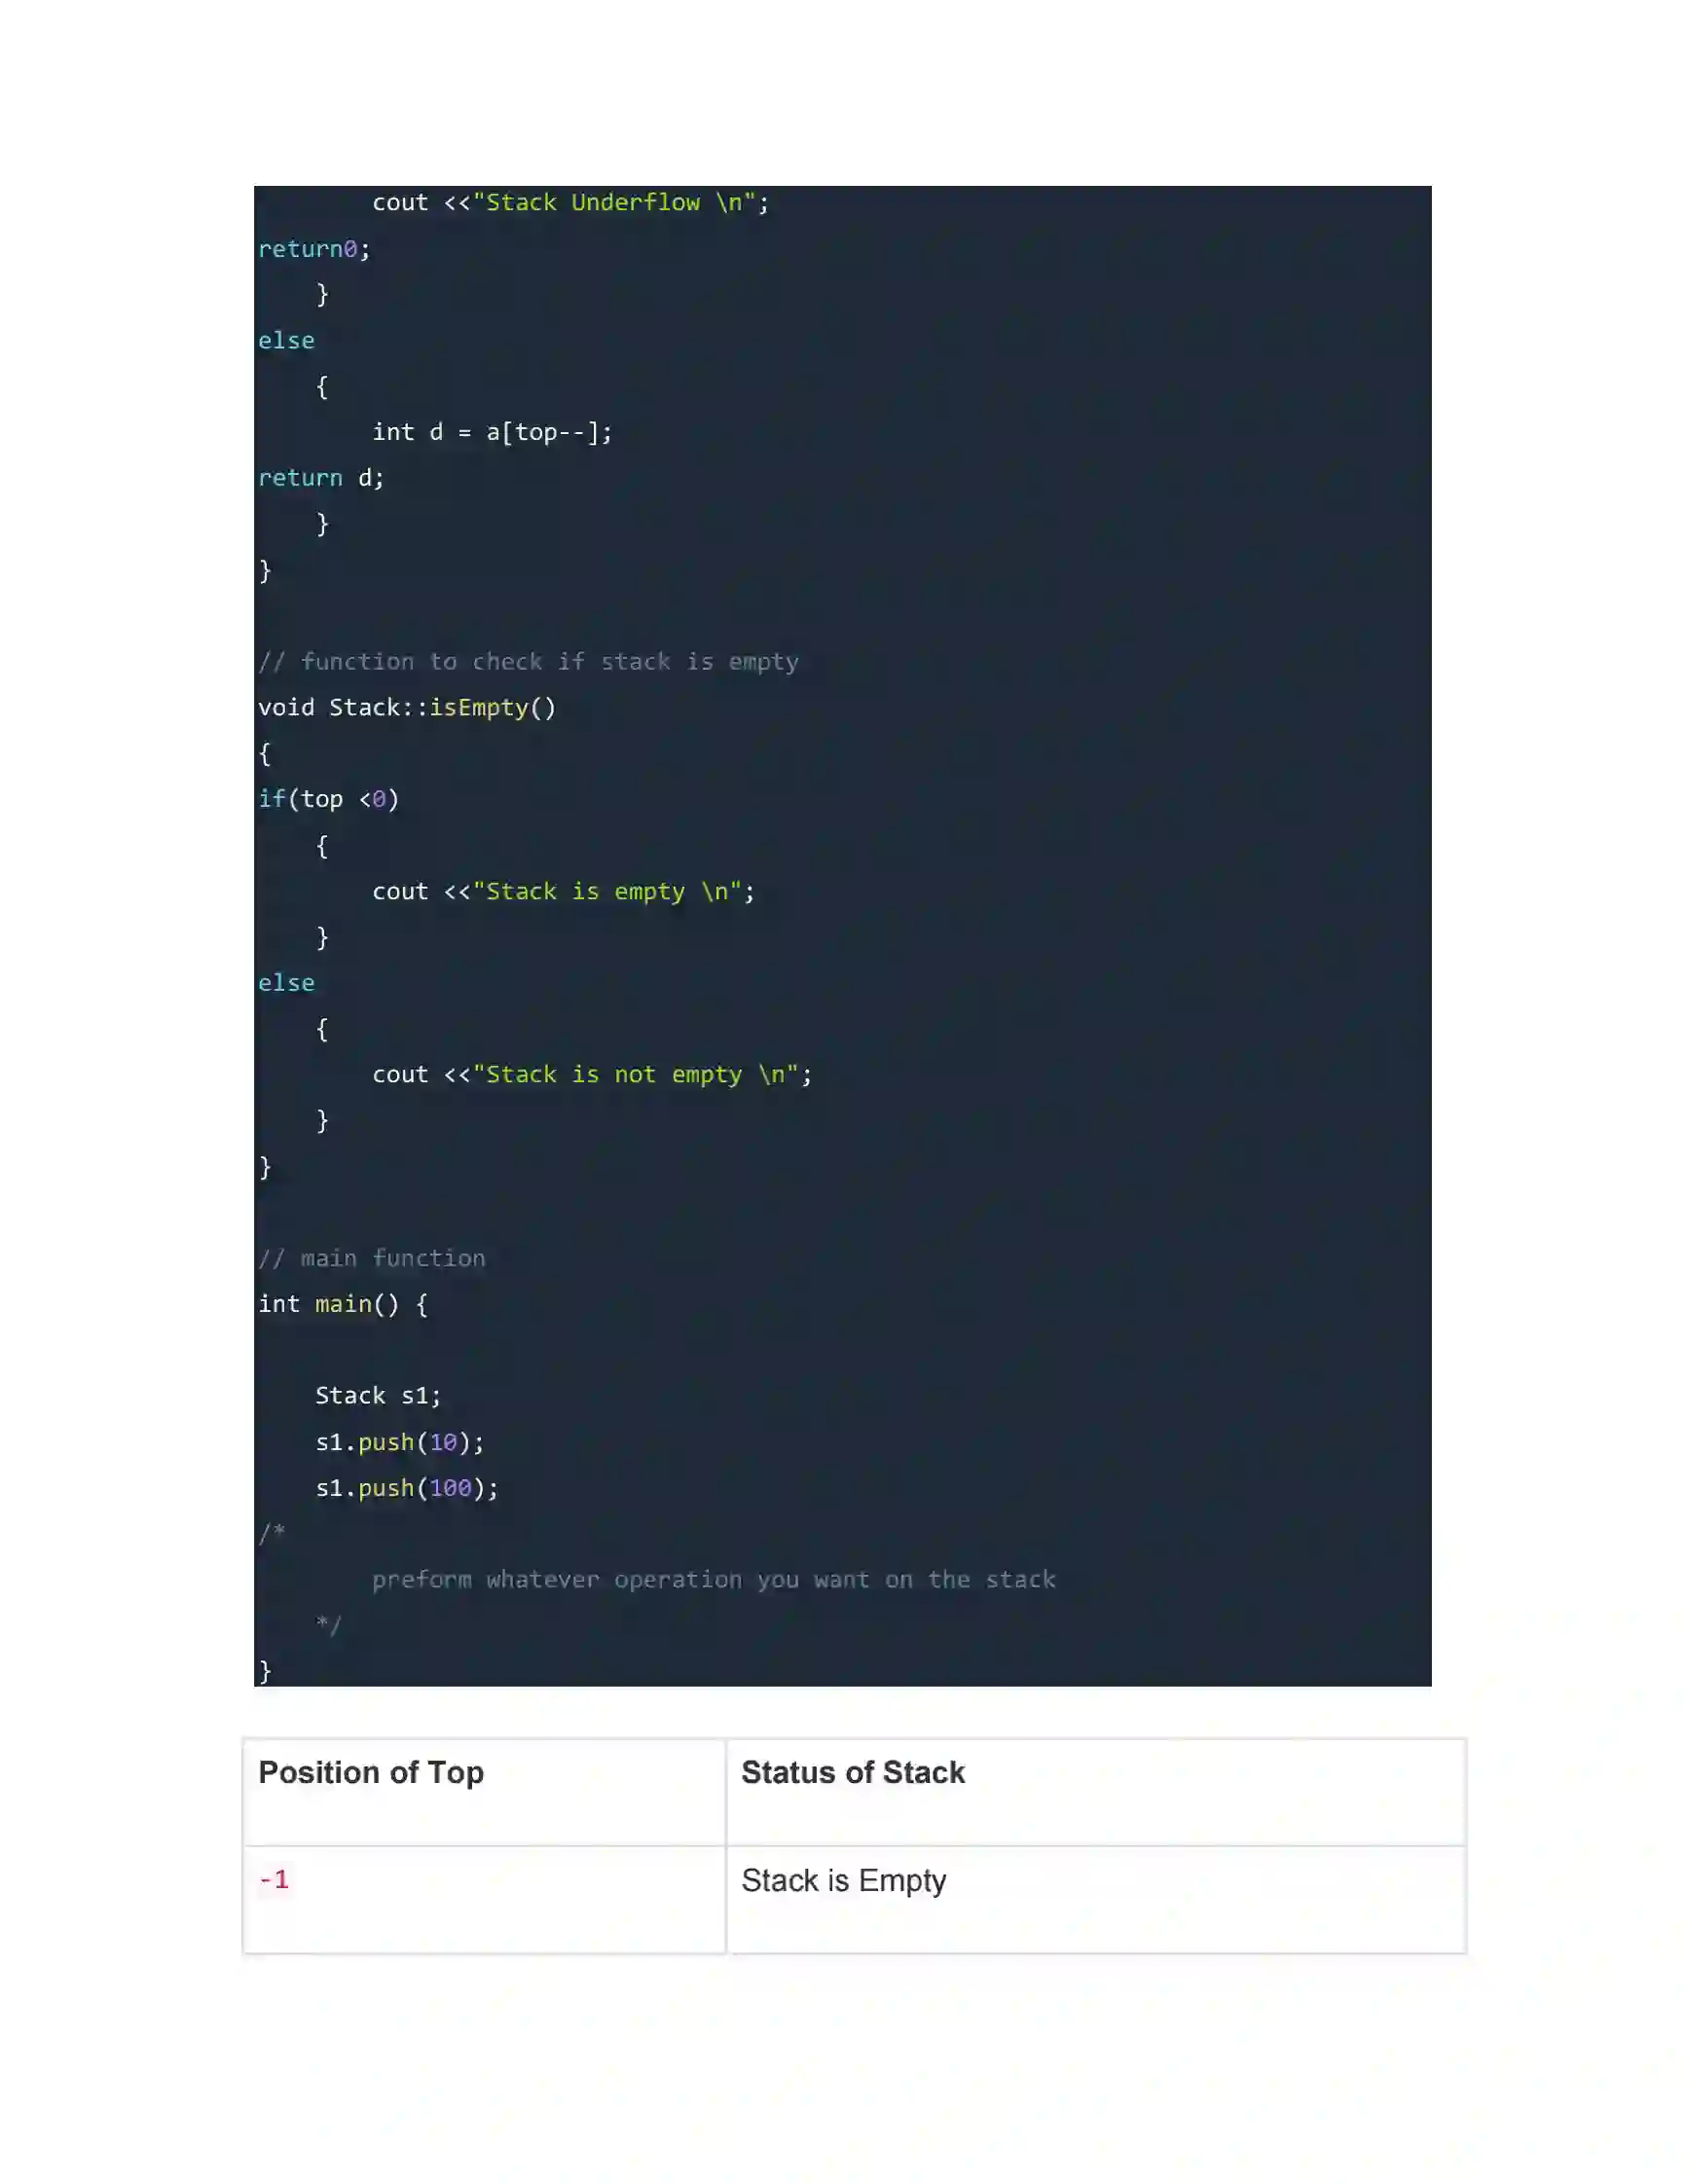 cout <<"Stack Underflow \n";
return0;
    }
else
    {
        int d = a[top--];
return d;
    }
}

// function to check if stack is empty
void Stack::isEmpty()
{
if(top <0)
    {
        cout <<"Stack is empty \n";
    }
else
    {
        cout <<"Stack is not empty \n";
    }
}

// main function
int main() {

    Stack s1;
    s1.push(10);
    s1.push(100);
/*
        preform whatever operation you want on the stack
    */
}
Position of Top Status of Stack
-1 Stack is Empty